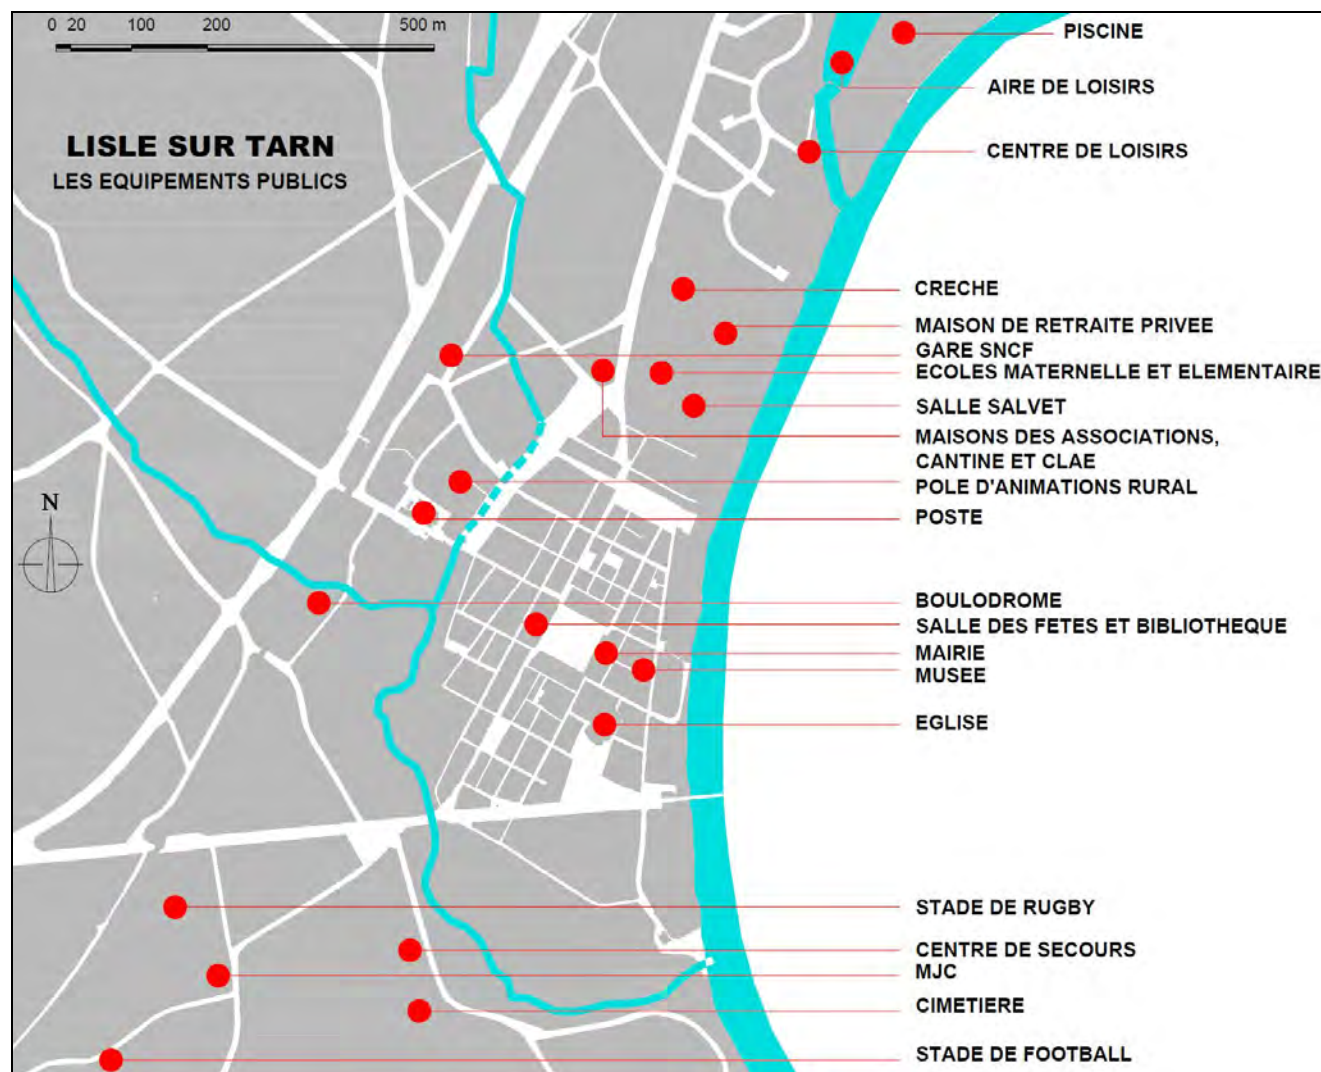 0 20 100 200 500 m
LISLE SUR TARN
LES EQUIPEMENTS PUBLICS
N
PISCINE
AIRE DE LOISIRS
CENTRE DE LOISIRS
CRECHE
MAISON DE RETRAITE PRIVEE
GARE SNCF
ECOLES MATERNELLE ET ELEMENTAIRE
SALLE SALVET
MAISONS DES ASSOCIATIONS,
CANTINE ET CLAE
POLE D'ANIMATIONS RURAL
POSTE
BOULODROME
SALLE DES FETES ET BIBLIOTHEQUE
MAIRIE
MUSEE
EGLISE
STADE DE RUGBY
CENTRE DE SECOURS
MJC
CIMETIERE
STADE DE FOOTBALL